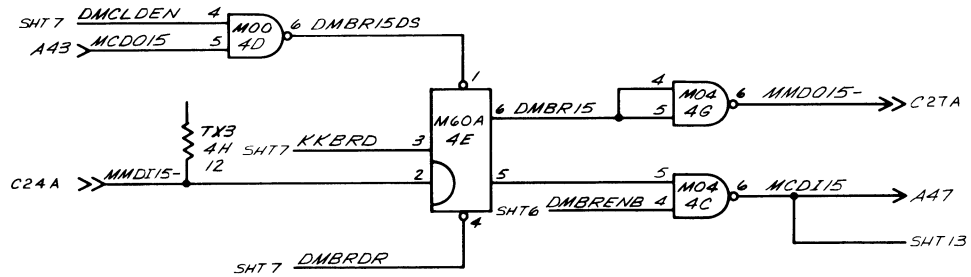 SHT 7 DMCLDEN 4
M00
4D
6 DMBR15DS
A43 MCDO15 5
1
4
M04
4G
6 MMDO15-
C27A
6 DMBR15
5
M60A
4E
TX3
4H
12
SHT7 KKBRD 3
C24A MMDI15- 2
5
5
M04
4C
6 MCDI15
A47
SHT6 DMBRENB 4
4
SHT 13
SHT 7 DMBRDR